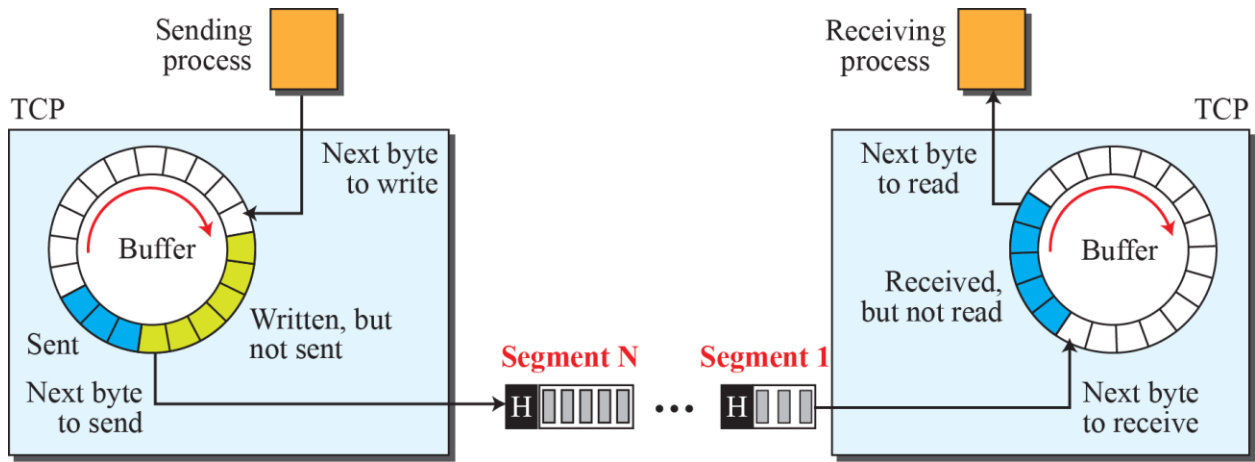 Sending
process
Receiving
process
TCP
TCP
Next byte
to write
Next byte
to read
Buffer
Buffer
Written, but
not sent
Received,
but not read
Sent
Segment N
Segment 1
Next byte
to send
H
...
H
Next byte
to receive